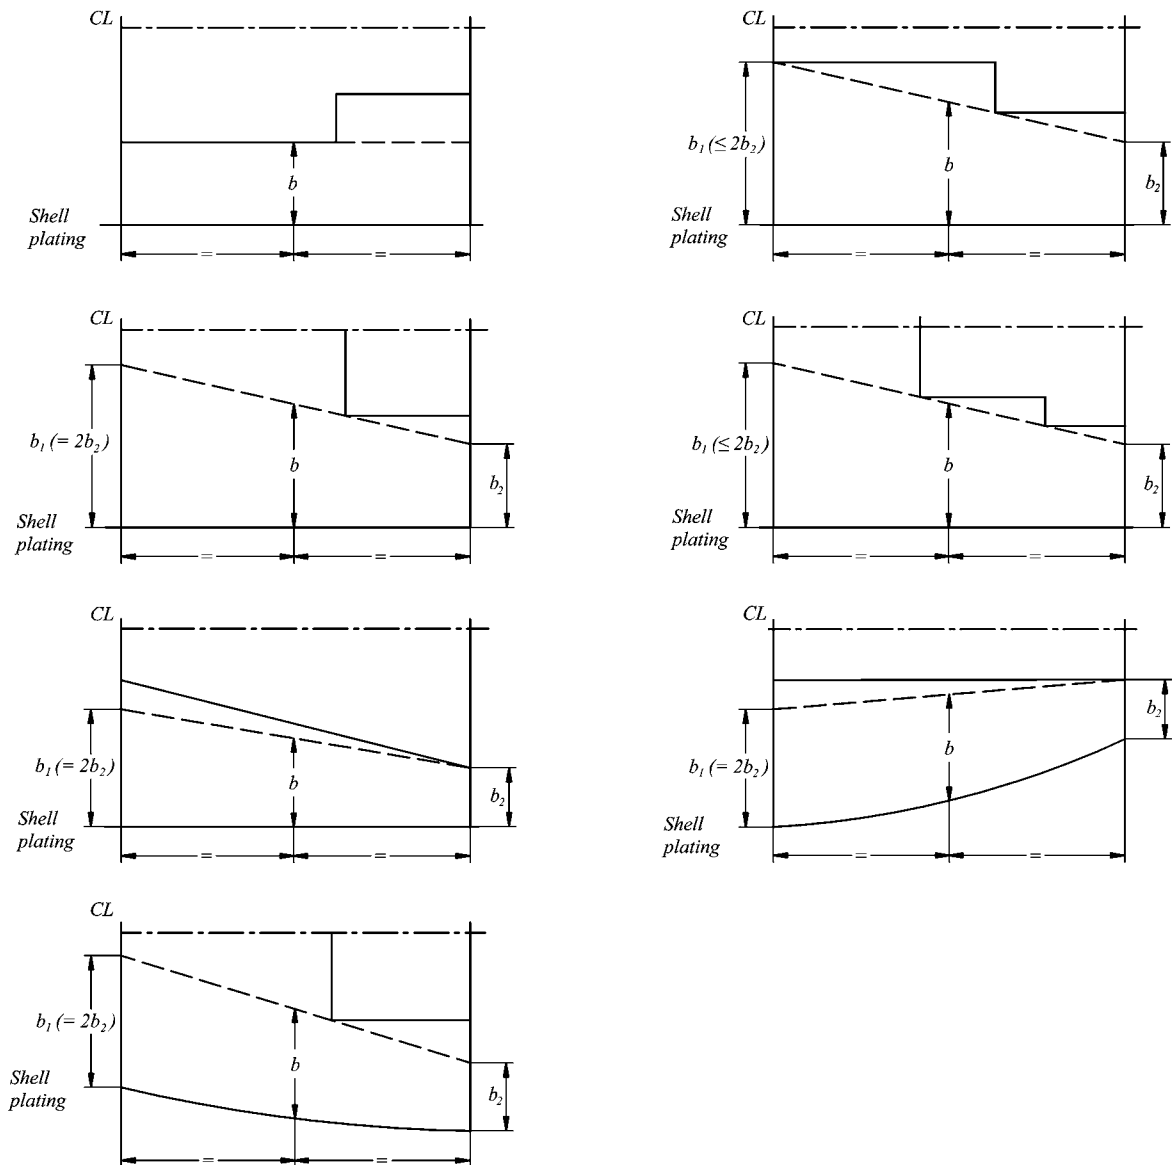 CL
b
Shell
plating
=
=
CL
b₁ (≤ 2b₂)
b
b₂
Shell
plating
=
=
CL
b₁ (= 2b₂)
b
b₂
Shell
plating
=
=
CL
b₁ (≤ 2b₂)
b
b₂
Shell
plating
=
=
CL
b₁ (= 2b₂)
b
b₂
Shell
plating
=
=
CL
b₂
b₁ (= 2b₂)
b
Shell
plating
=
=
CL
b₁ (= 2b₂)
b
Shell
plating
b₂
=
=